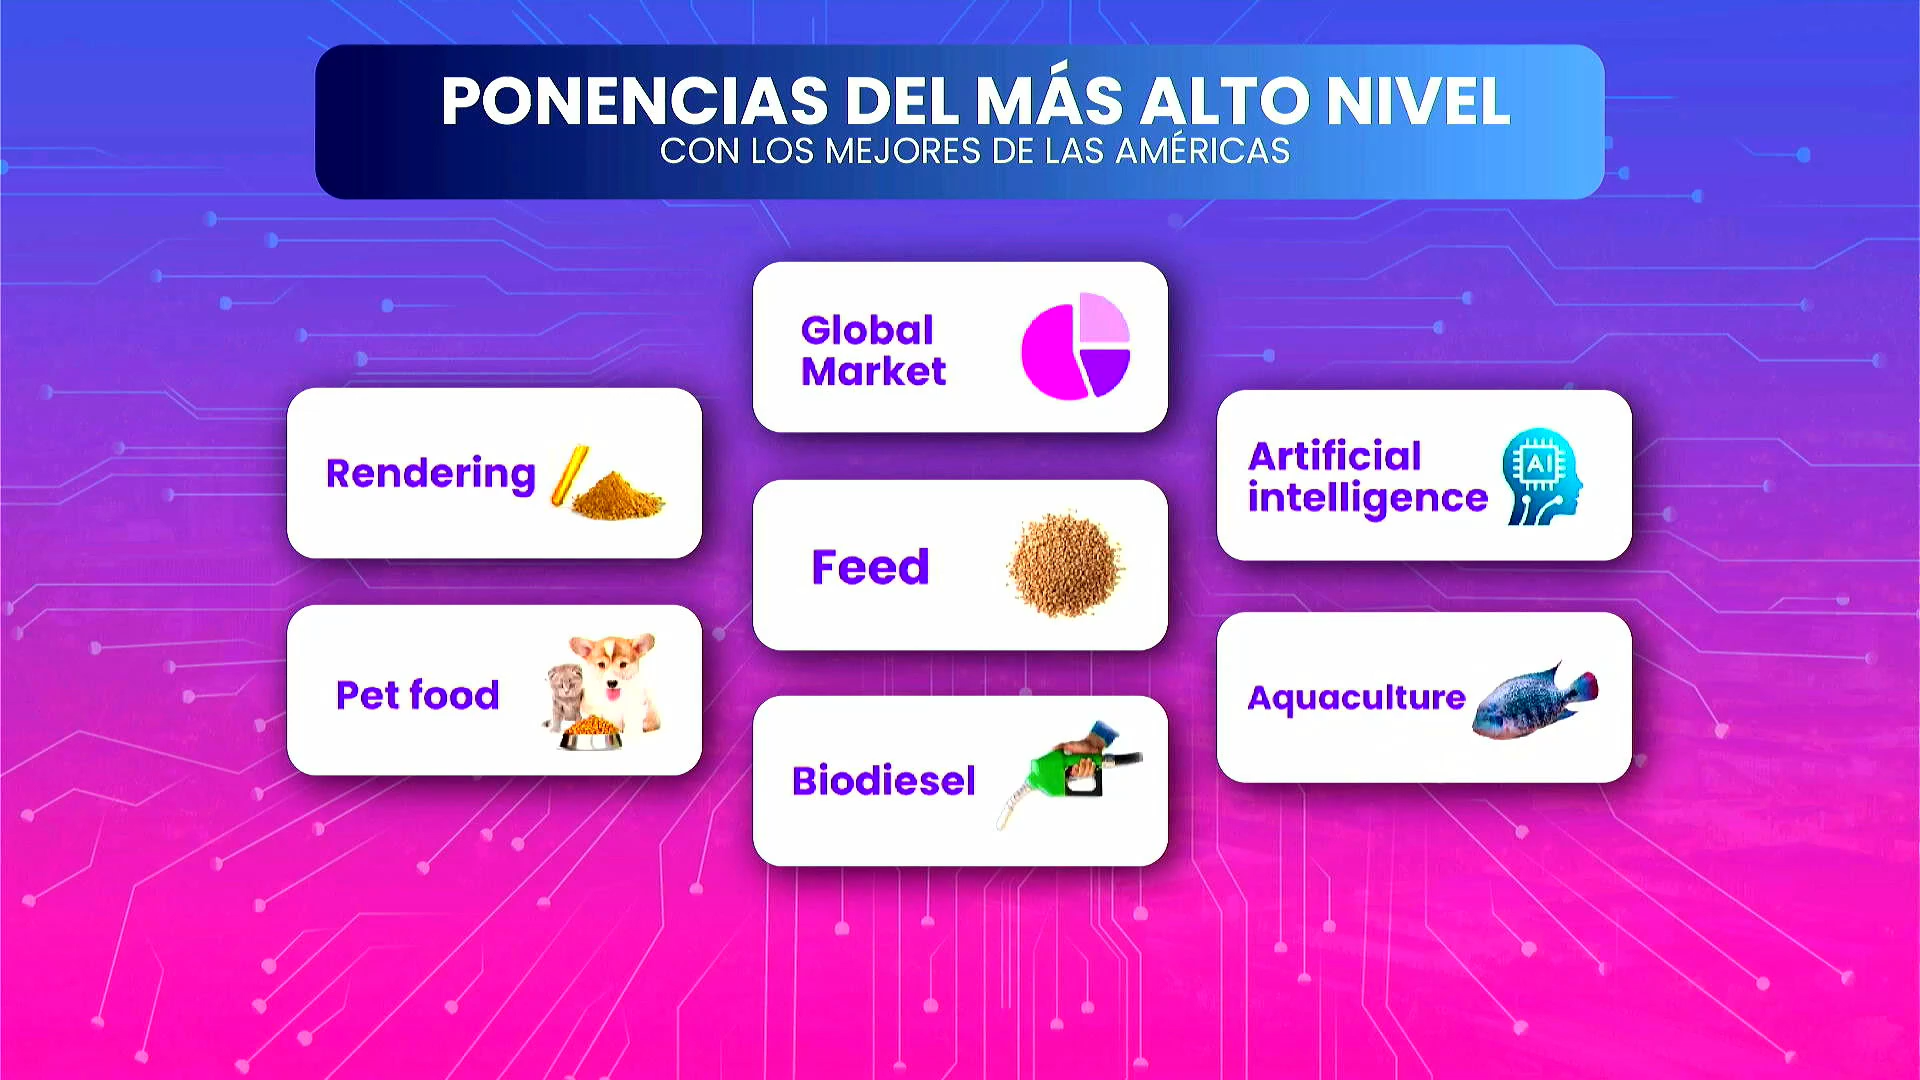 PONENCIAS DEL MÁS ALTO NIVEL
CON LOS MEJORES DE LAS AMÉRICAS
Global
Market
Rendering
Artificial
intelligence
AI
Feed
Pet food
Aquaculture
Biodiesel